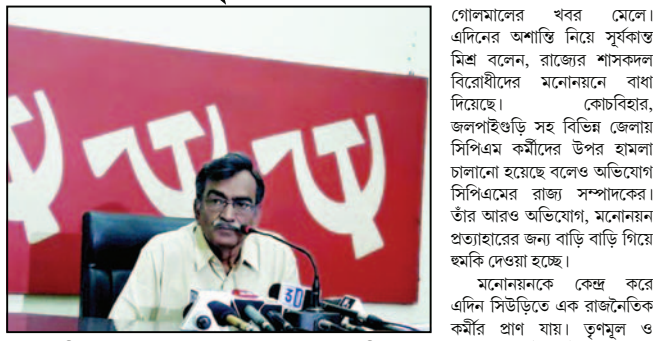 গোলমালের খবর মেলে।
এদিনের অশান্তি নিয়ে সূর্যকান্ত
মিশ্র বলেন, রাজ্যের শাসকদল
বিরোধীদের মনোনয়নে বাধা
দিয়েছে। কোচবিহার,
জলপাইগুড়ি সহ বিভিন্ন জেলায়
সিপিএম কর্মীদের উপর হামলা
চালানো হয়েছে বলেও অভিযোগ
সিপিএমের রাজ্য সম্পাদকের।
তাঁর আরও অভিযোগ, মনোনয়ন
প্রত্যাহারের জন্য বাড়ি বাড়ি গিয়ে
হুমকি দেওয়া হচ্ছে।
মনোনয়নকে কেন্দ্র করে
এদিন সিউড়িতে এক রাজনৈতিক
কর্মীর প্রাণ যায়। তৃণমূল ও
3D